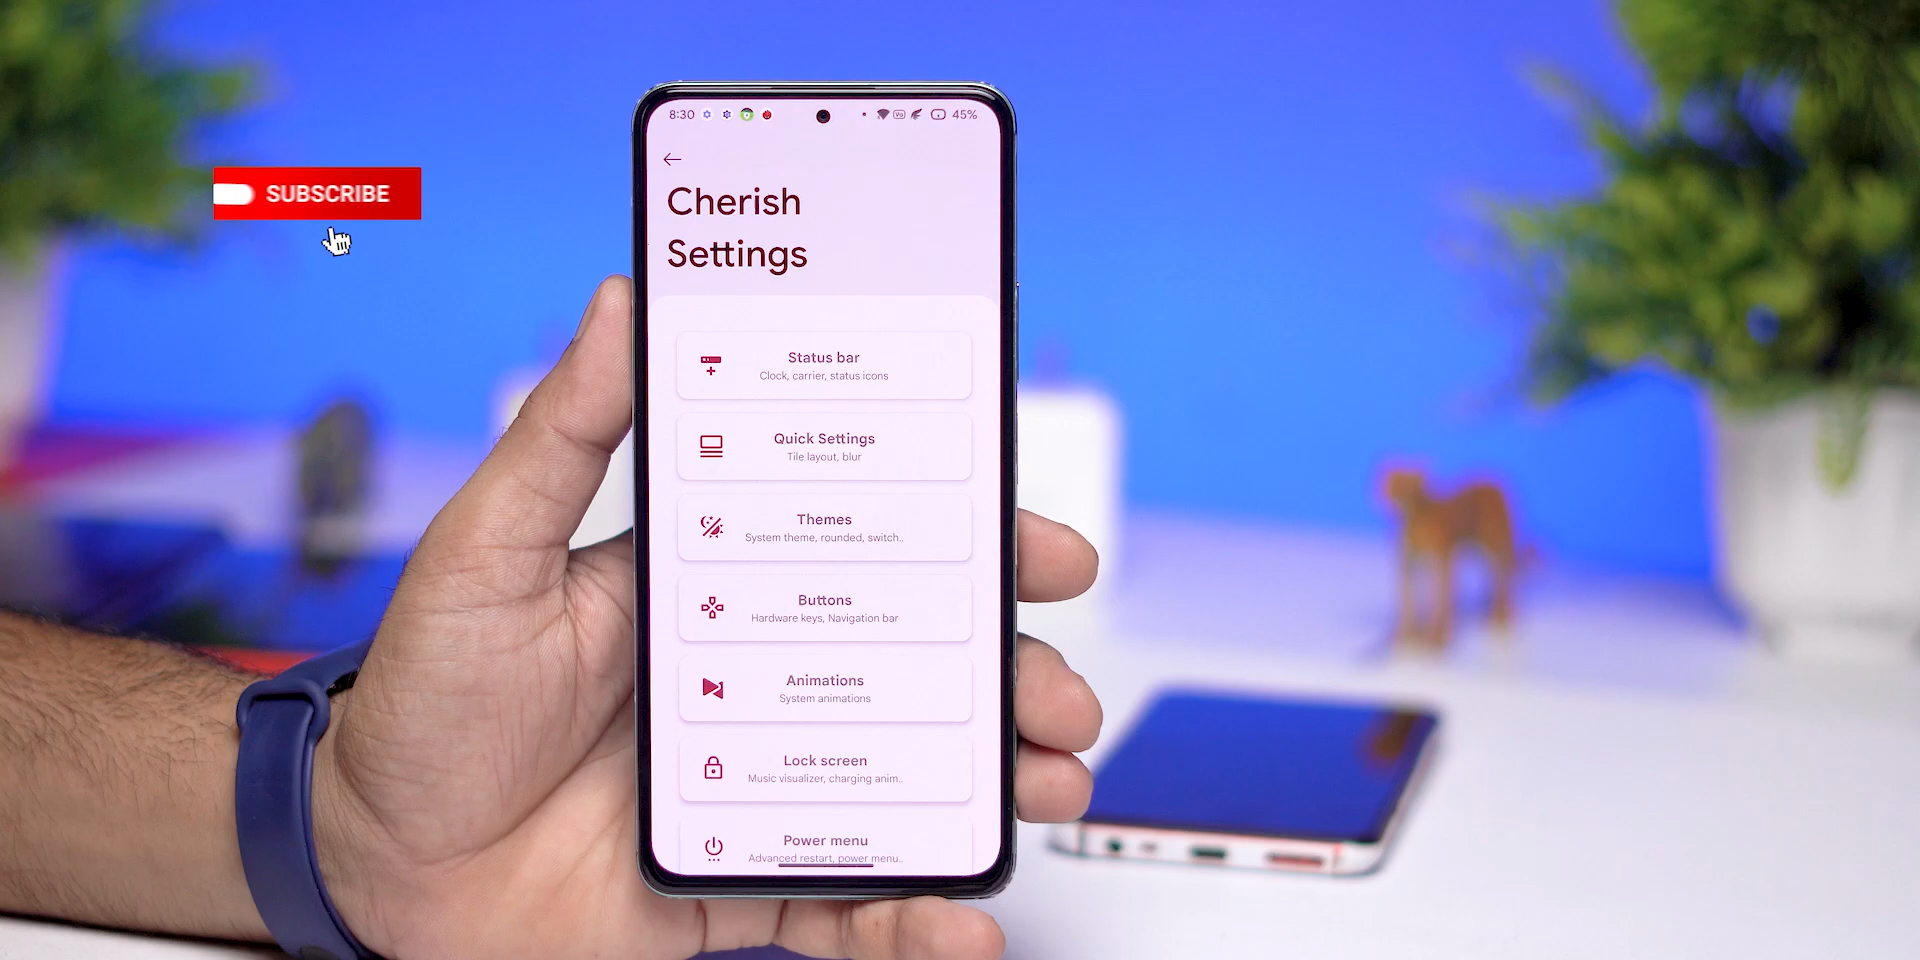 SUBSCRIBE
8:30
45%
Cherish
Settings
Status bar
Clock, carrier, status icons
Quick Settings
Tile layout, blur
Themes
System theme, rounded, switch..
Buttons
Hardware keys, Navigation bar
Animations
System animations
Lock screen
Music visualizer, charging anim..
Power menu
Advanced restart, power menu..